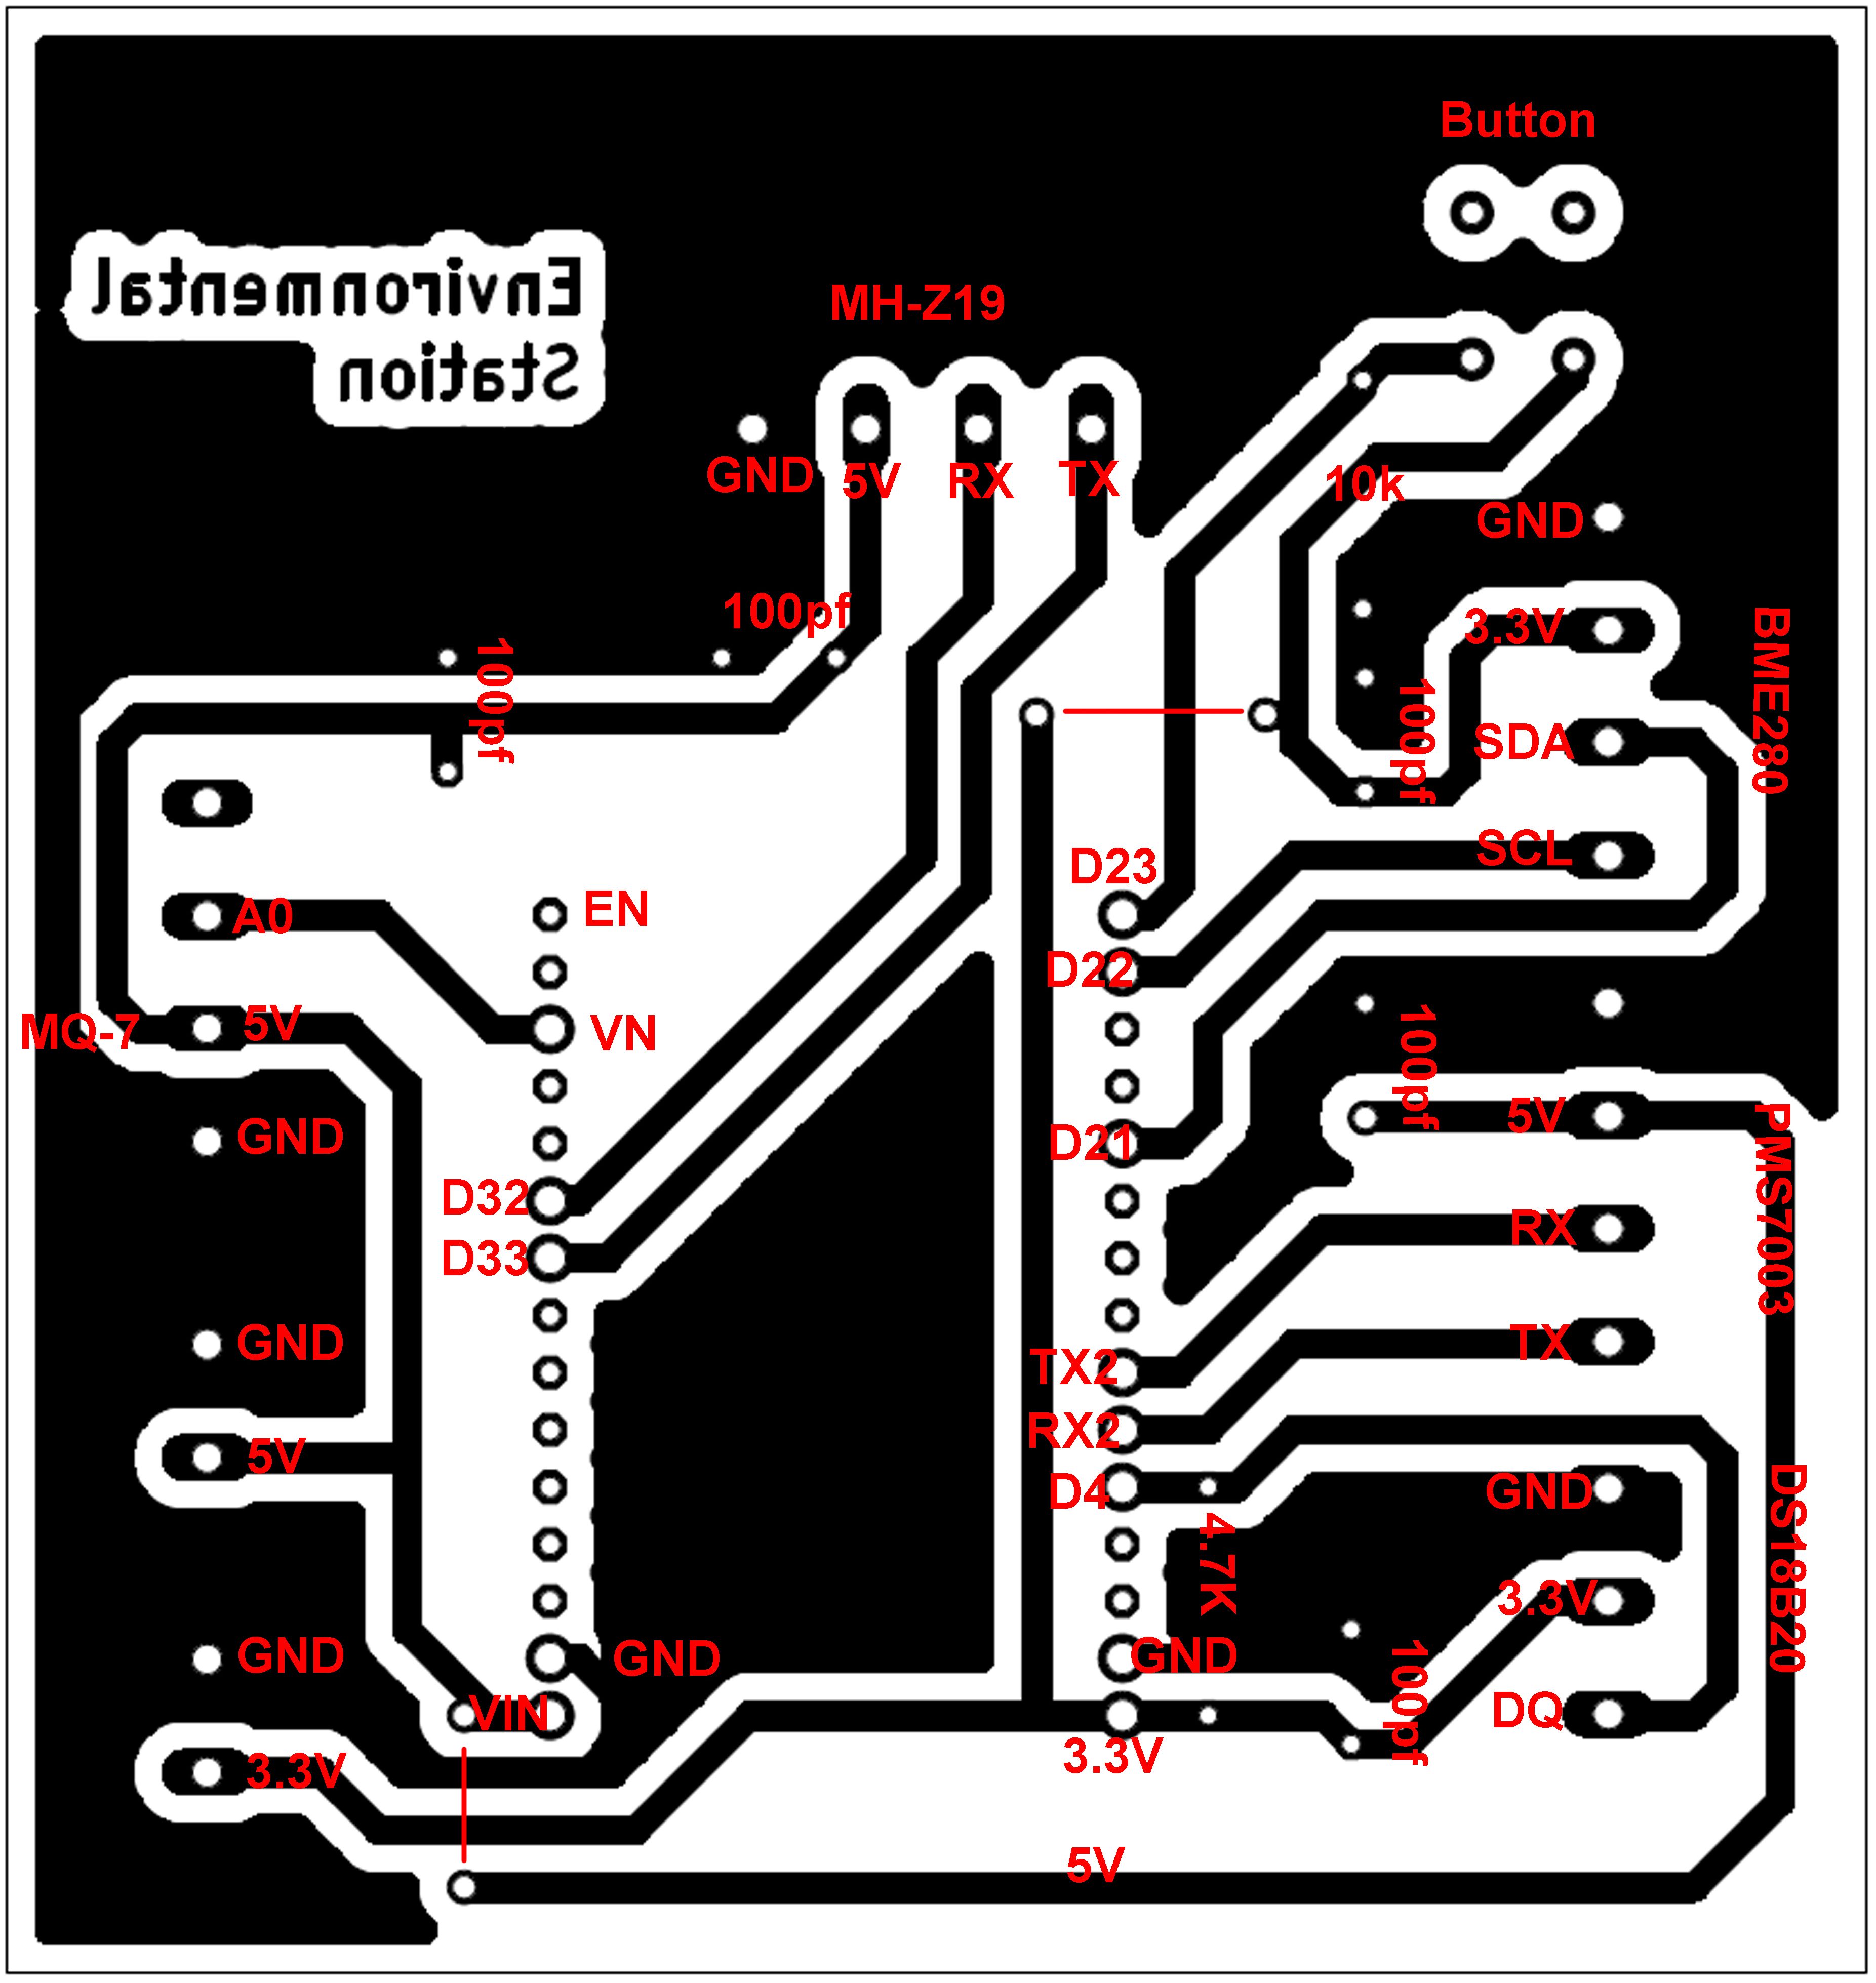 Button
Environmental
Station
MH-Z19
GND 5V RX TX
10k
GND
100pf
3.3V
BME280
100pf
100pf
SDA
SCL
D23
A0
EN
D22
MQ-7
5V
VN
100pf
GND
D21
5V
PMS7003
D32
RX
D33
GND
TX
TX2
RX2
5V
D4
GND
DS18B20
4.7K
3.3V
GND
GND
GND
100pf
VIN
DQ
3.3V
3.3V
5V